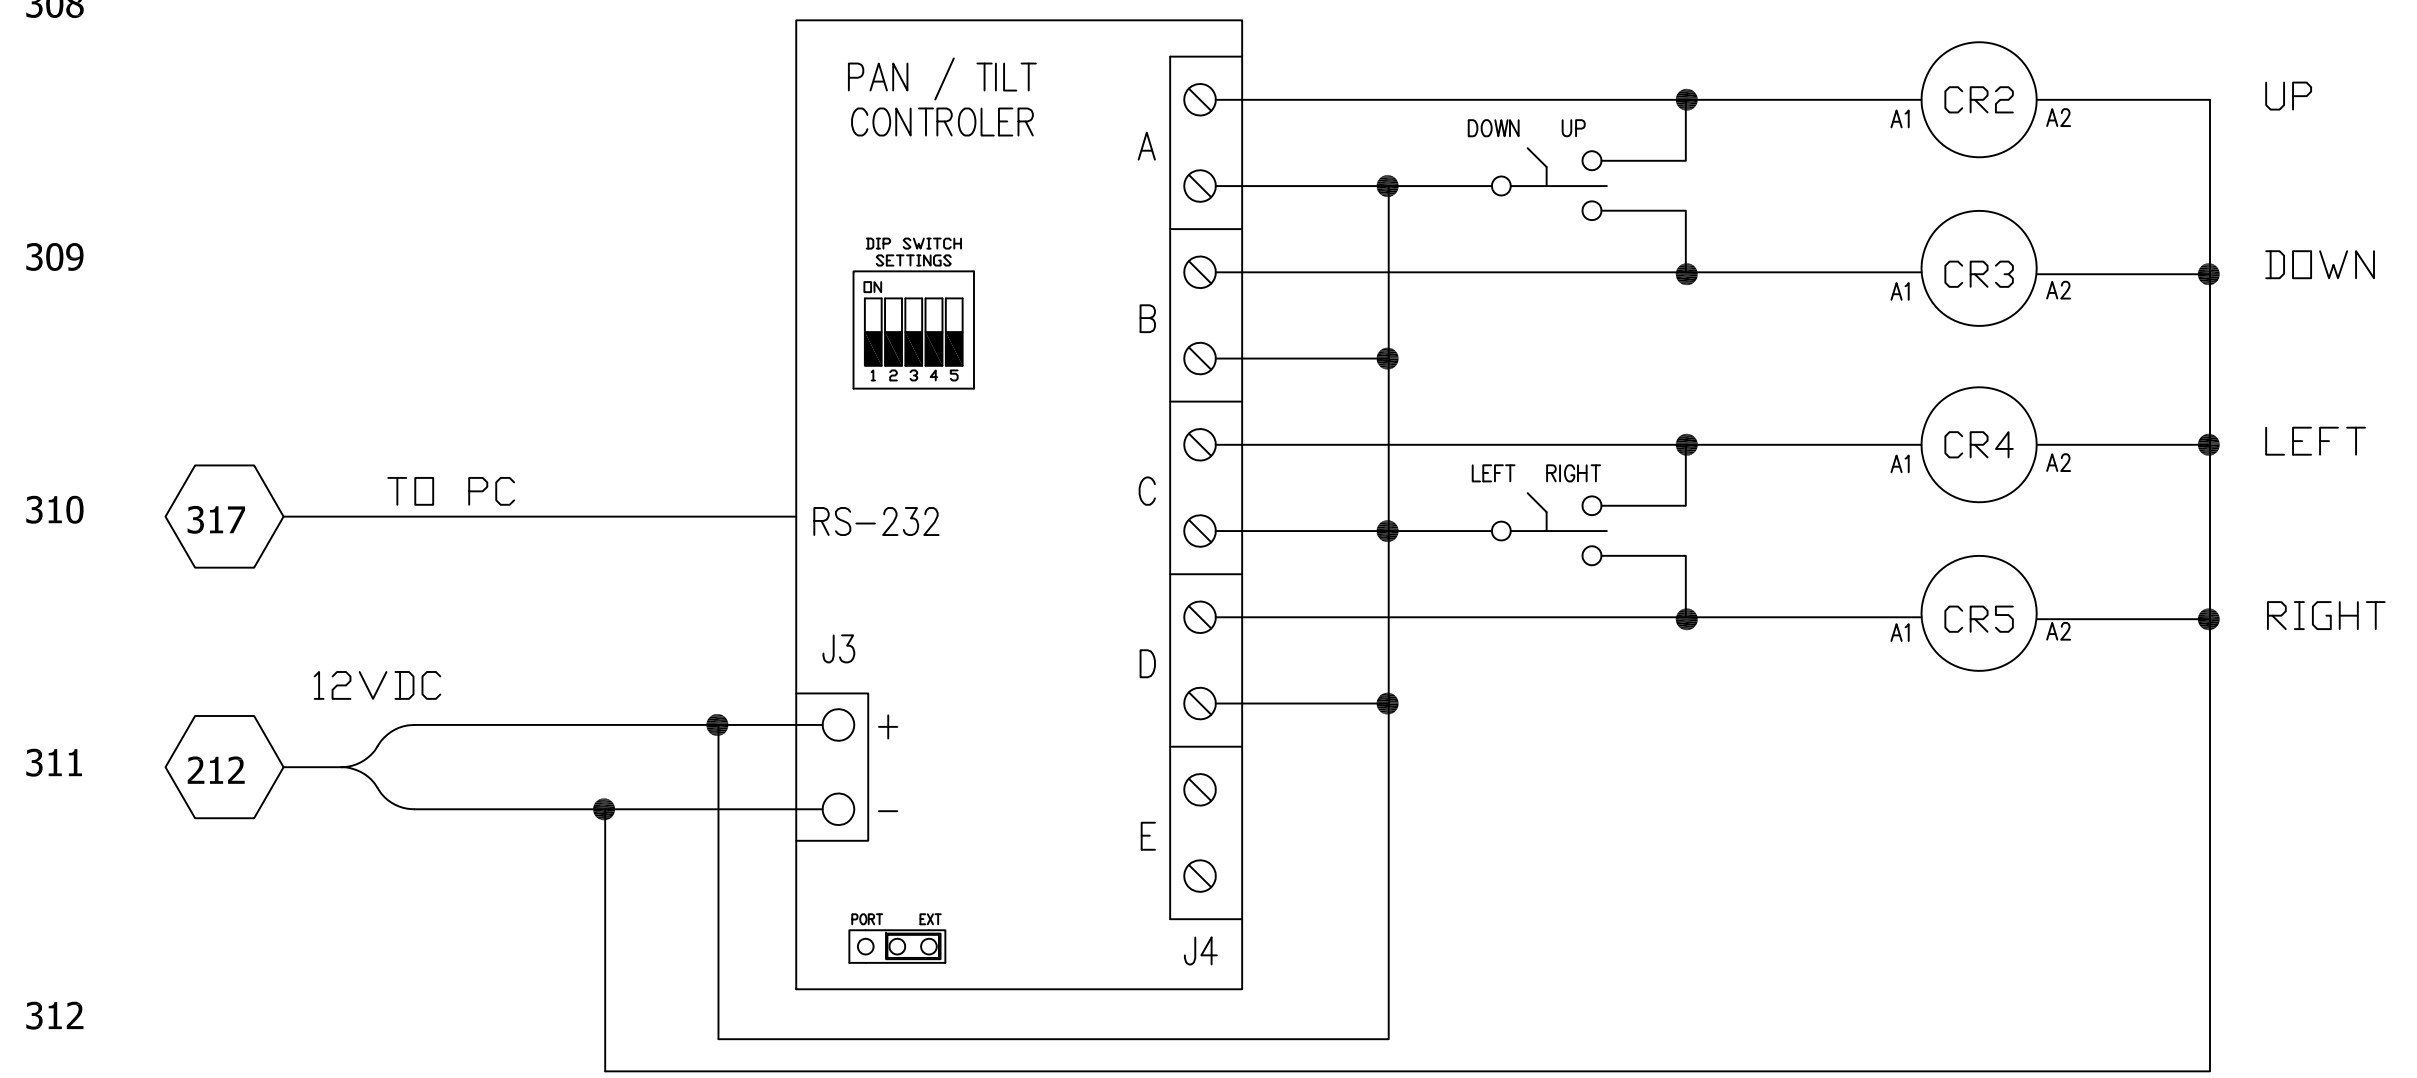 308
PAN / TILT
CONTROLER
A
DOWN UP
A1 CR2 A2
UP
309
DIP SWITCH
SETTINGS
ON
1 2 3 4 5
B
A1 CR3 A2
DOWN
310
317
TO PC
RS-232
C
LEFT RIGHT
A1 CR4 A2
LEFT
D
A1 CR5 A2
RIGHT
311
212
12VDC
J3
+
-
E
PORT EXT
J4
312